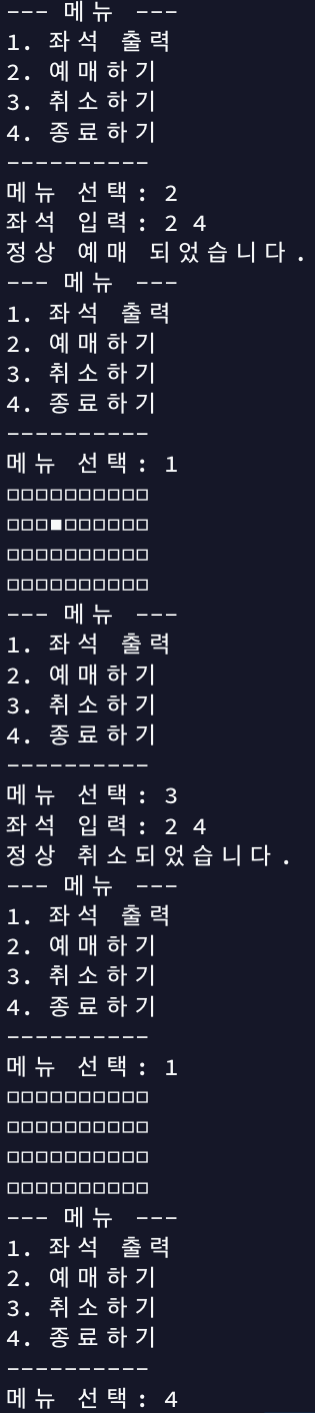 --- 메뉴 ---
1. 좌석 출력
2. 예매하기
3. 취소하기
4. 종료하기
----------
메뉴 선택: 2
좌석 입력: 2 4
정상 예매 되었습니다.
--- 메뉴 ---
1. 좌석 출력
2. 예매하기
3. 취소하기
4. 종료하기
----------
메뉴 선택: 1
□□□□□□□□□□
□□□■□□□□□□
□□□□□□□□□□
□□□□□□□□□□
--- 메뉴 ---
1. 좌석 출력
2. 예매하기
3. 취소하기
4. 종료하기
----------
메뉴 선택: 3
좌석 입력: 2 4
정상 취소되었습니다.
--- 메뉴 ---
1. 좌석 출력
2. 예매하기
3. 취소하기
4. 종료하기
----------
메뉴 선택: 1
□□□□□□□□□□
□□□□□□□□□□
□□□□□□□□□□
□□□□□□□□□□
--- 메뉴 ---
1. 좌석 출력
2. 예매하기
3. 취소하기
4. 종료하기
----------
메뉴 선택: 4